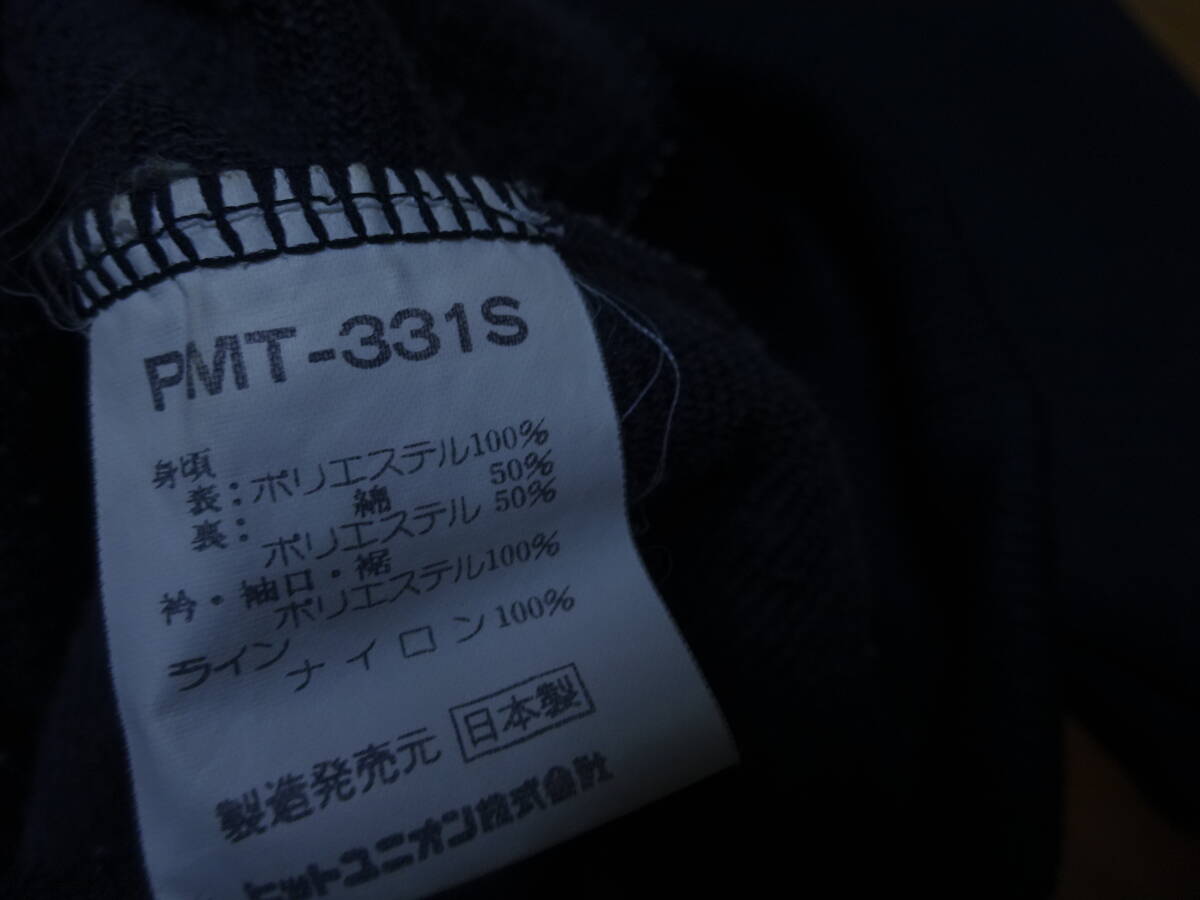 PMT-331S
身頃
表：ポリエステル100%
裏：綿 50%
ポリエステル 50%
衿・袖口・裾
ポリエステル100%
ライン
ナイロン100%
日本製
製造発売元
ヒットユニオン株式会社